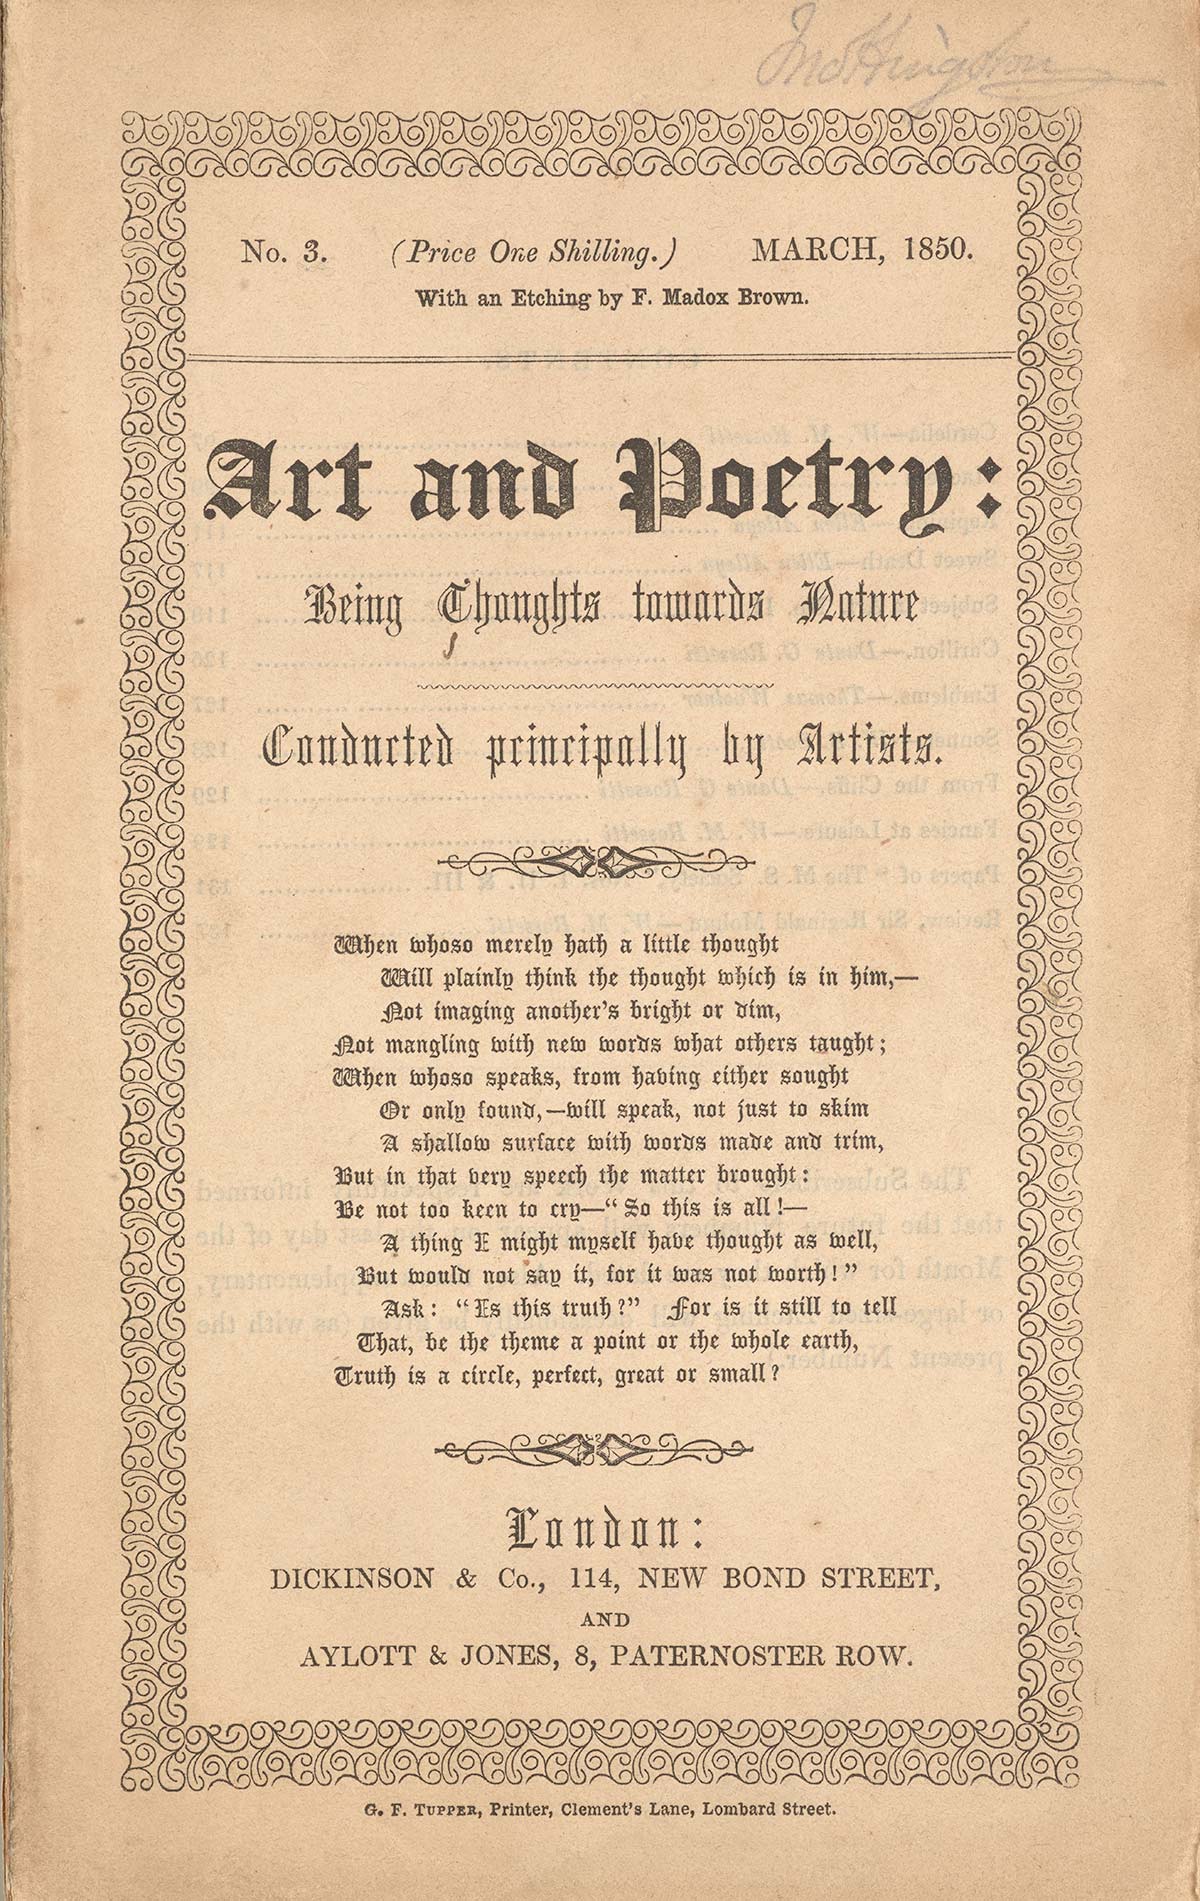 Jno Hingston
No. 3. (Price One Shilling.) MARCH, 1850.
With an Etching by F. Madox Brown.
Art and Poetry:
Being Thoughts towards Nature
Conducted principally by Artists.
When whoso merely hath a little thought
Will plainly think the thought which is in him,—
Not imaging another's bright or dim,
Not mangling with new words what others taught;
When whoso speaks, from having either sought
Or only found,—will speak, not just to skim
A shallow surface with words made and trim,
But in that very speech the matter brought:
Be not too keen to cry—"So this is all!—
A thing I might myself have thought as well,
But would not say it, for it was not worth!"
Ask: "Is this truth?" For is it still to tell
That, be the theme a point or the whole earth,
Truth is a circle, perfect, great or small?
London:
DICKINSON & Co., 114, NEW BOND STREET,
AND
AYLOTT & JONES, 8, PATERNOSTER ROW.
G. F. TUPPER, Printer, Clement's Lane, Lombard Street.